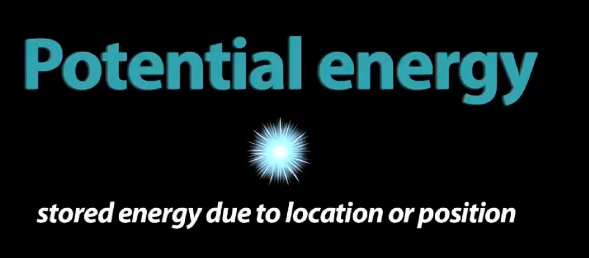 Potential energy
stored energy due to location or position